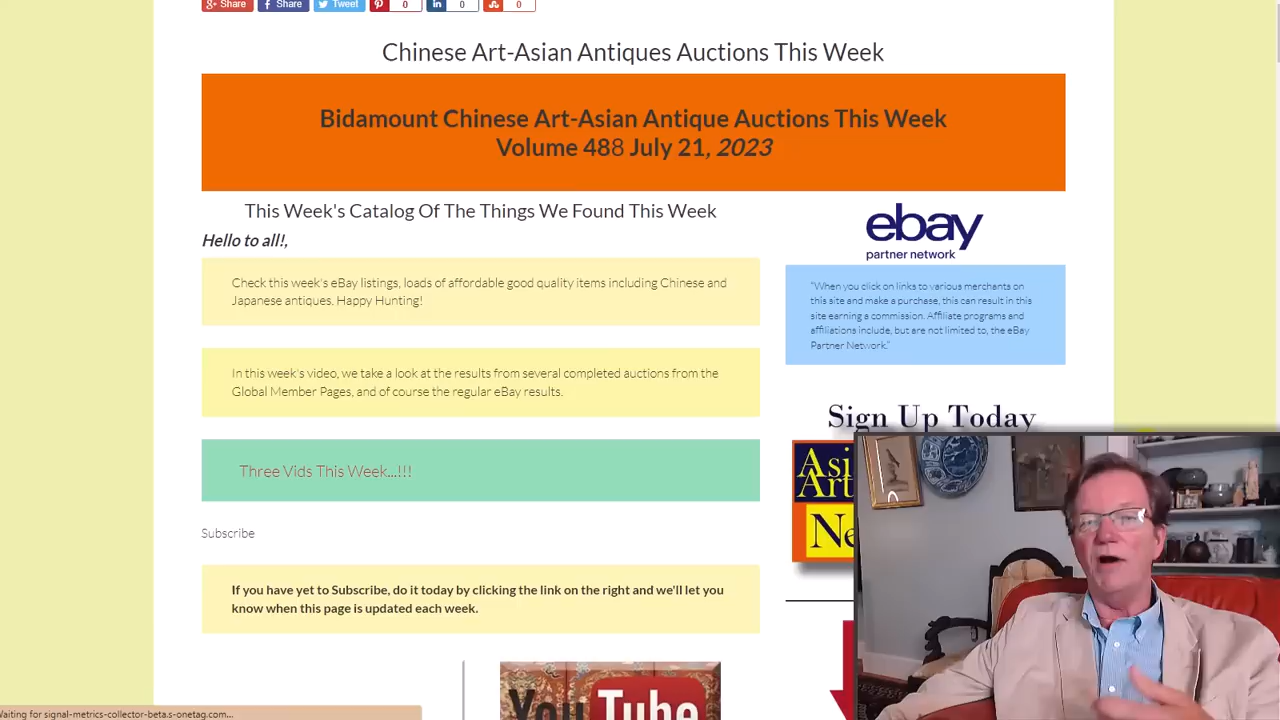 Share
Share
Tweet
0
0
0
Chinese Art-Asian Antiques Auctions This Week
Bidamount Chinese Art-Asian Antique Auctions This Week
Volume 488 July 21, 2023
This Week's Catalog Of The Things We Found This Week
Hello to all!,
Check this week's eBay listings, loads of affordable good quality items including Chinese and
Japanese antiques. Happy Hunting!
In this week's video, we take a look at the results from several completed auctions from the
Global Member Pages, and of course the regular eBay results.
Three Vids This Week...!!!
Subscribe
If you have yet to Subscribe, do it today by clicking the link on the right and we'll let you
know when this page is updated each week.
YouTube
ebay
partner network
"When you click on links to various merchants on
this site and make a purchase, this can result in this
site earning a commission. Affiliate programs and
affiliations include, but are not limited to, the eBay
Partner Network."
Sign Up Today
Asi
Art
Ne
Waiting for signal-metrics-collector-beta.s-onetag.com...